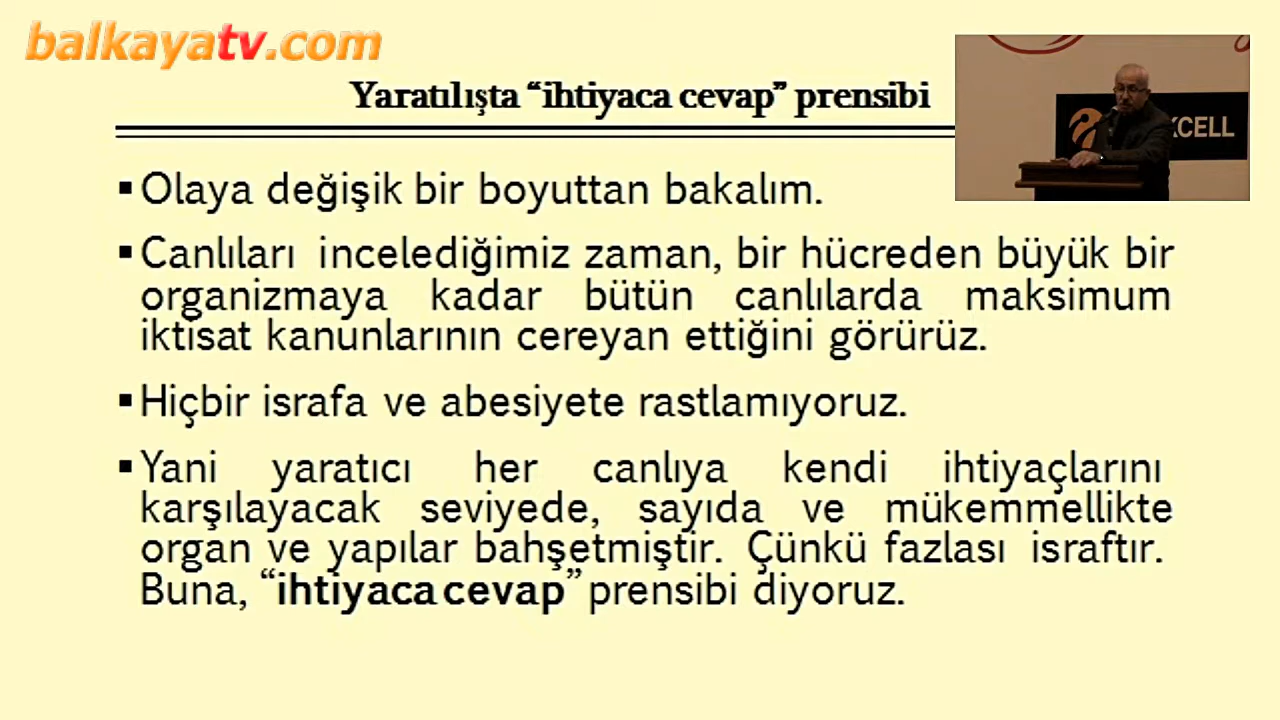 balkayatv.com
Yaratılışta “ihtiyaca cevap” prensibi
KCELL
▪Olaya değişik bir boyuttan bakalım.
▪Canlıları incelediğimiz zaman, bir hücreden büyük bir
organizmaya kadar bütün canlılarda maksimum
iktisat kanunlarının cereyan ettiğini görürüz.
▪Hiçbir israfa ve abesiyete rastlamıyoruz.
▪Yani yaratıcı her canlıya kendi ihtiyaçlarını
karşılayacak seviyede, sayıda ve mükemmellikte
organ ve yapılar bahşetmiştir. Çünkü fazlası israftır.
Buna, “ihtiyaca cevap” prensibi diyoruz.